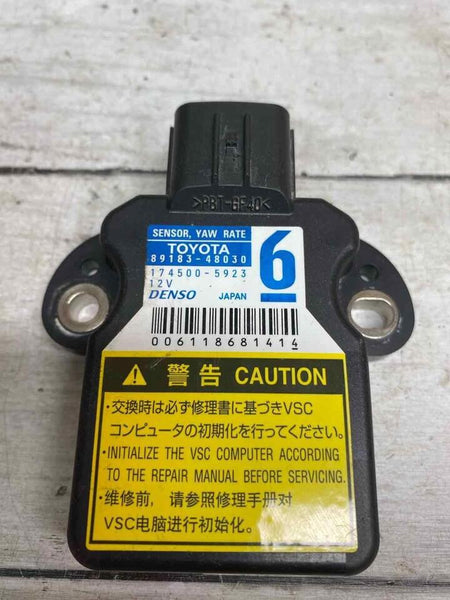 >PBT-GF40<
SENSOR, YAW RATE
TOYOTA
89183-48030
174500-5923
12V
DENSO JAPAN
6
006118681414
警告 CAUTION
・交換時は必ず修理書に基づきVSC
コンピュータの初期化を行ってください。
・INITIALIZE THE VSC COMPUTER ACCORDING
TO THE REPAIR MANUAL BEFORE SERVICING.
・维修前, 请参照修理手册对
VSC电脑进行初始化。